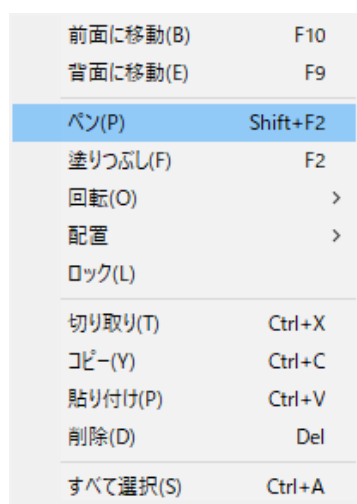 前面に移動(B) F10
背面に移動(E) F9
ペン(P) Shift+F2
塗りつぶし(F) F2
回転(O) >
配置 >
ロック(L)
切り取り(T) Ctrl+X
コピー(Y) Ctrl+C
貼り付け(P) Ctrl+V
削除(D) Del
すべて選択(S) Ctrl+A